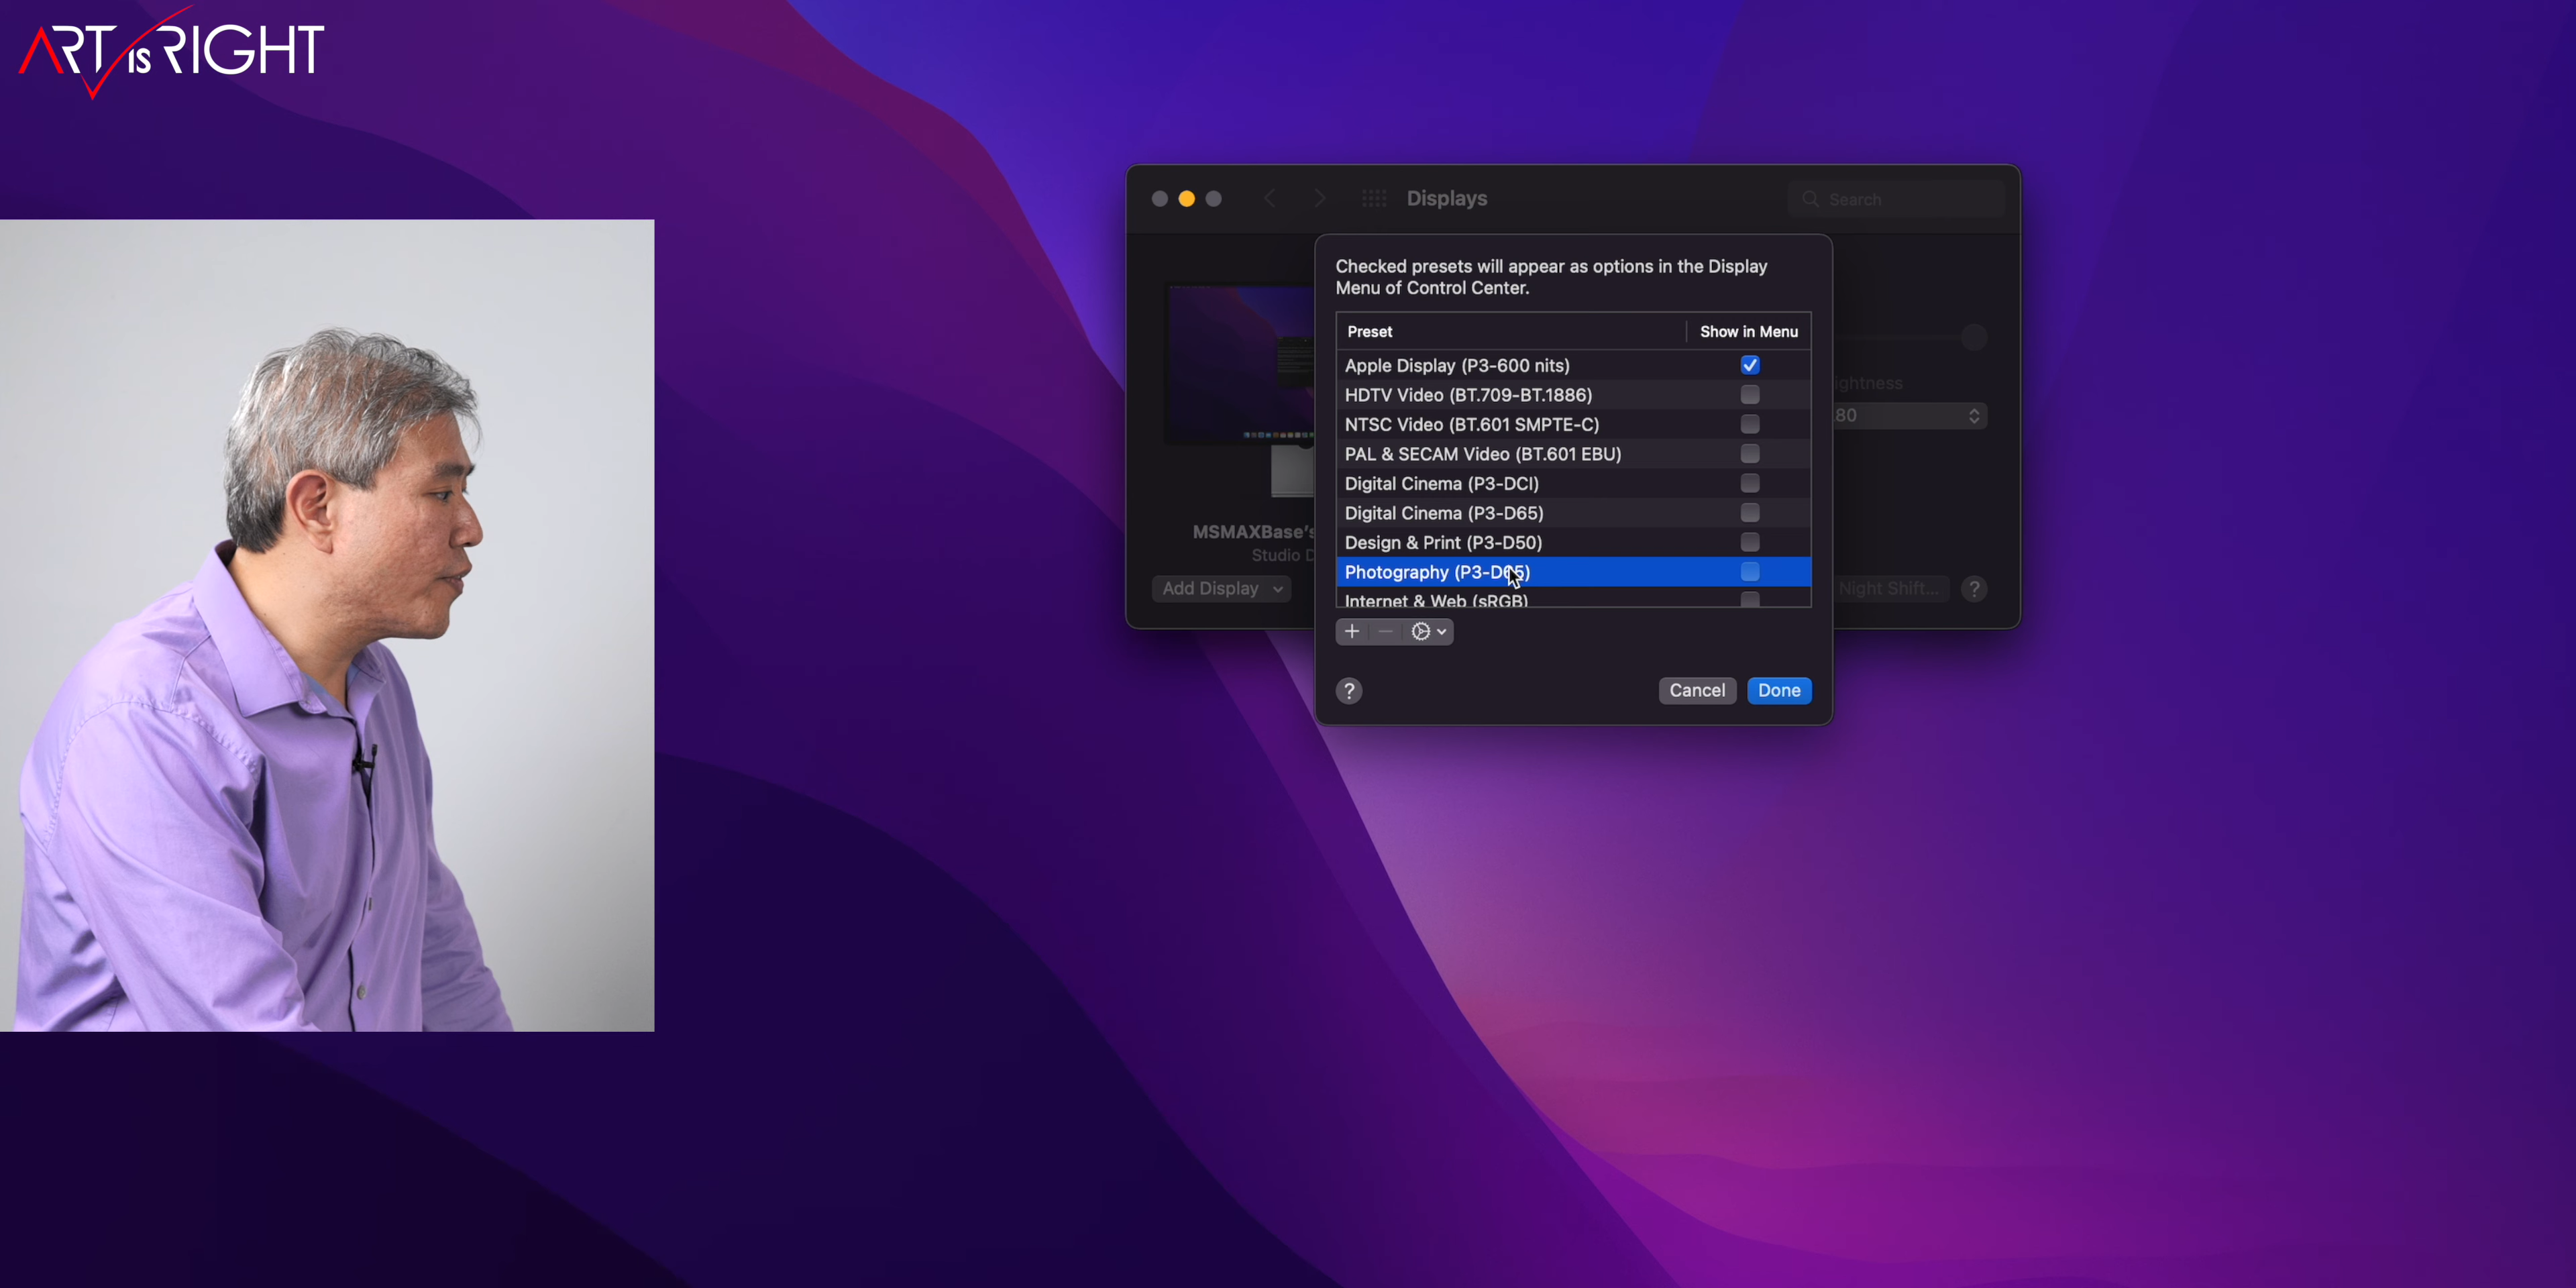 ART is RIGHT
Displays
Search
Checked presets will appear as options in the Display
Menu of Control Center.
Preset
Show in Menu
Apple Display (P3-600 nits)
HDTV Video (BT.709-BT.1886)
NTSC Video (BT.601 SMPTE-C)
PAL & SECAM Video (BT.601 EBU)
Digital Cinema (P3-DCI)
Digital Cinema (P3-D65)
Design & Print (P3-D50)
Photography (P3-D65)
Internet & Web (sRGB)
ightness
80
MSMAXBase's
Studio D
Add Display
Night Shift...
?
?
Cancel
Done